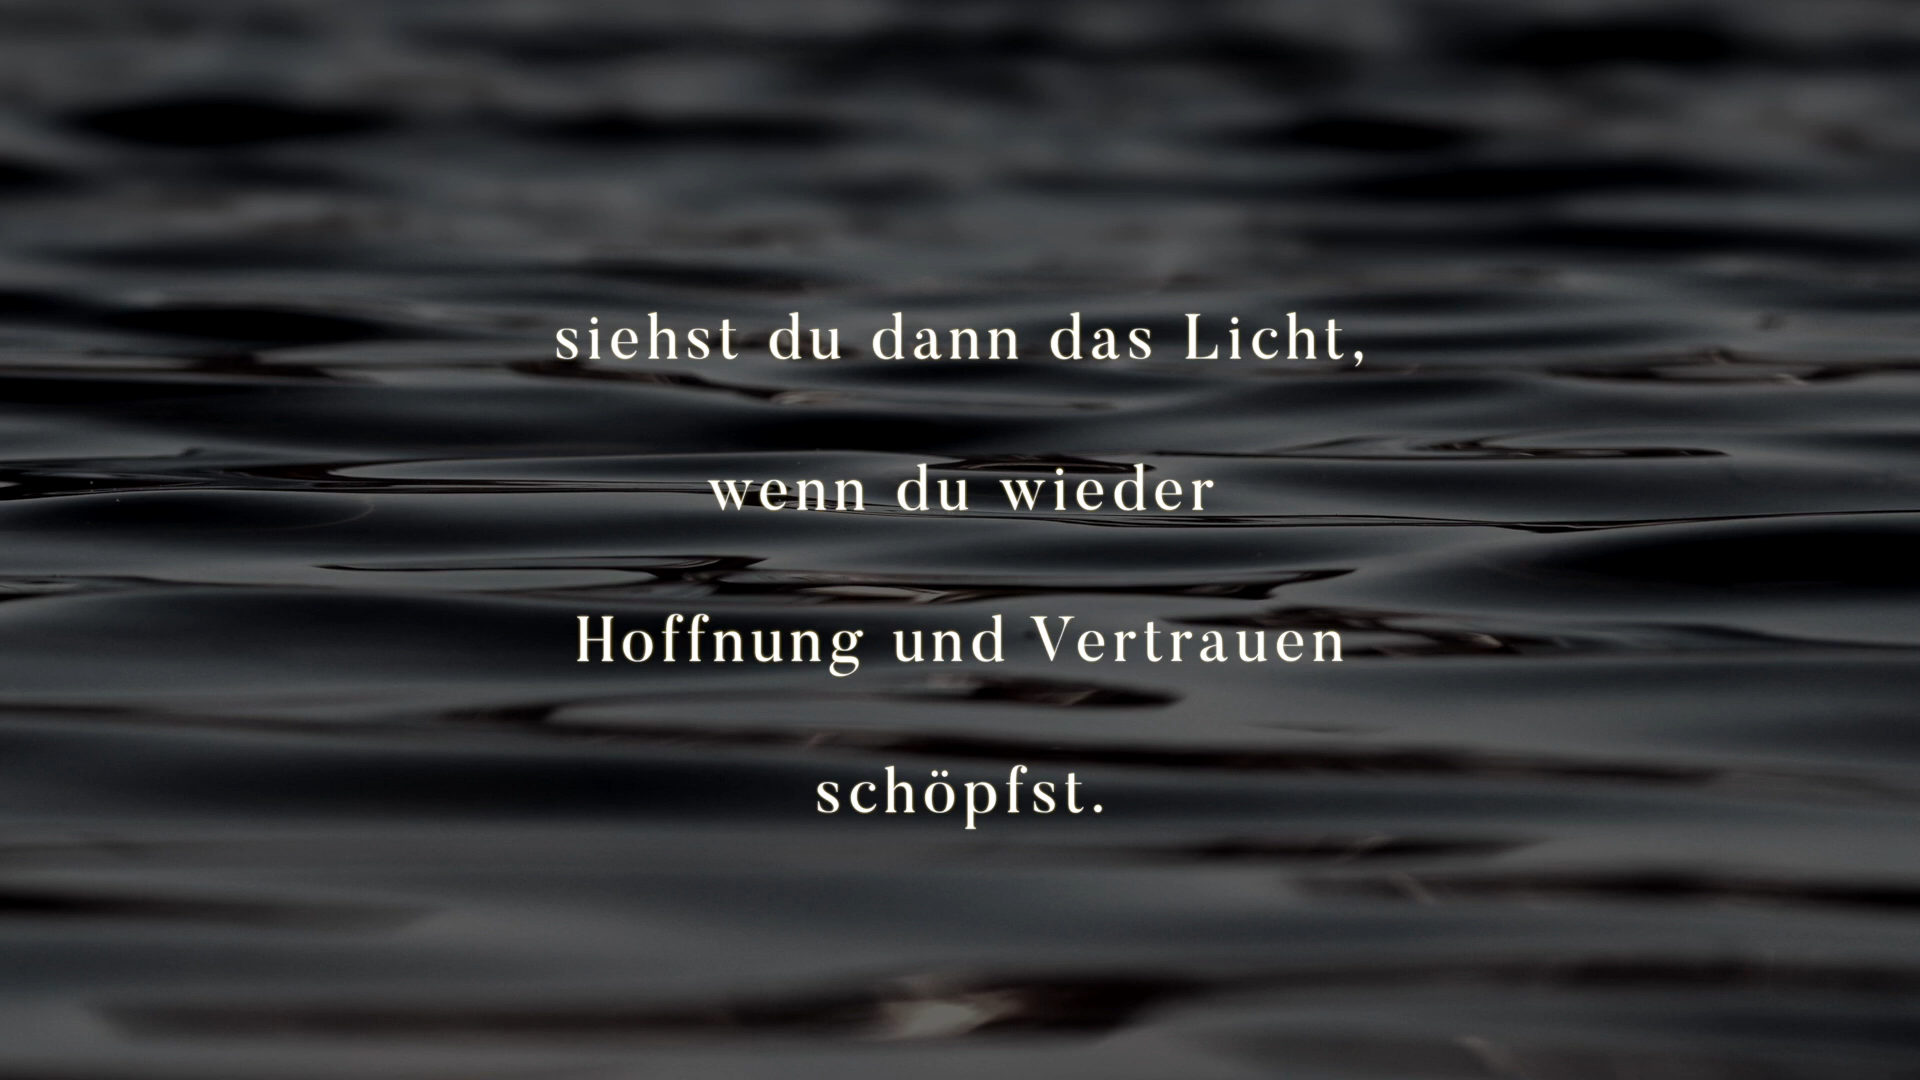 siehst du dann das Licht,
wenn du wieder
Hoffnung und Vertrauen
schöpfst.